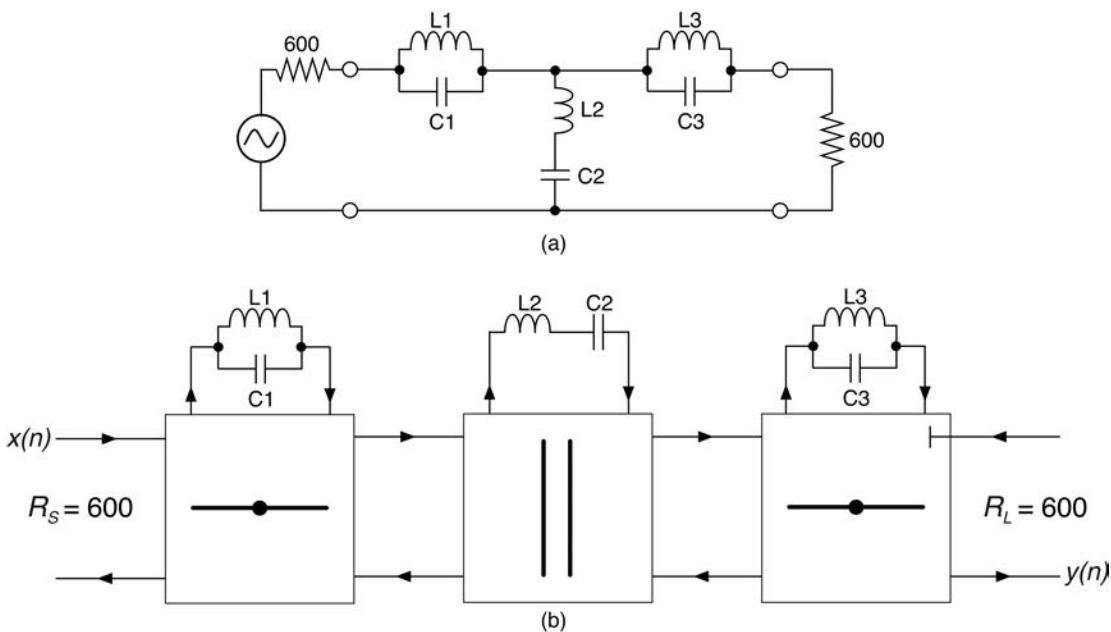 L1
L3
600
C1
L2
C3
600
C2
(a)
L1
L2
C2
L3
C1
C3
x(n)
R_S = 600
R_L = 600
y(n)
(b)